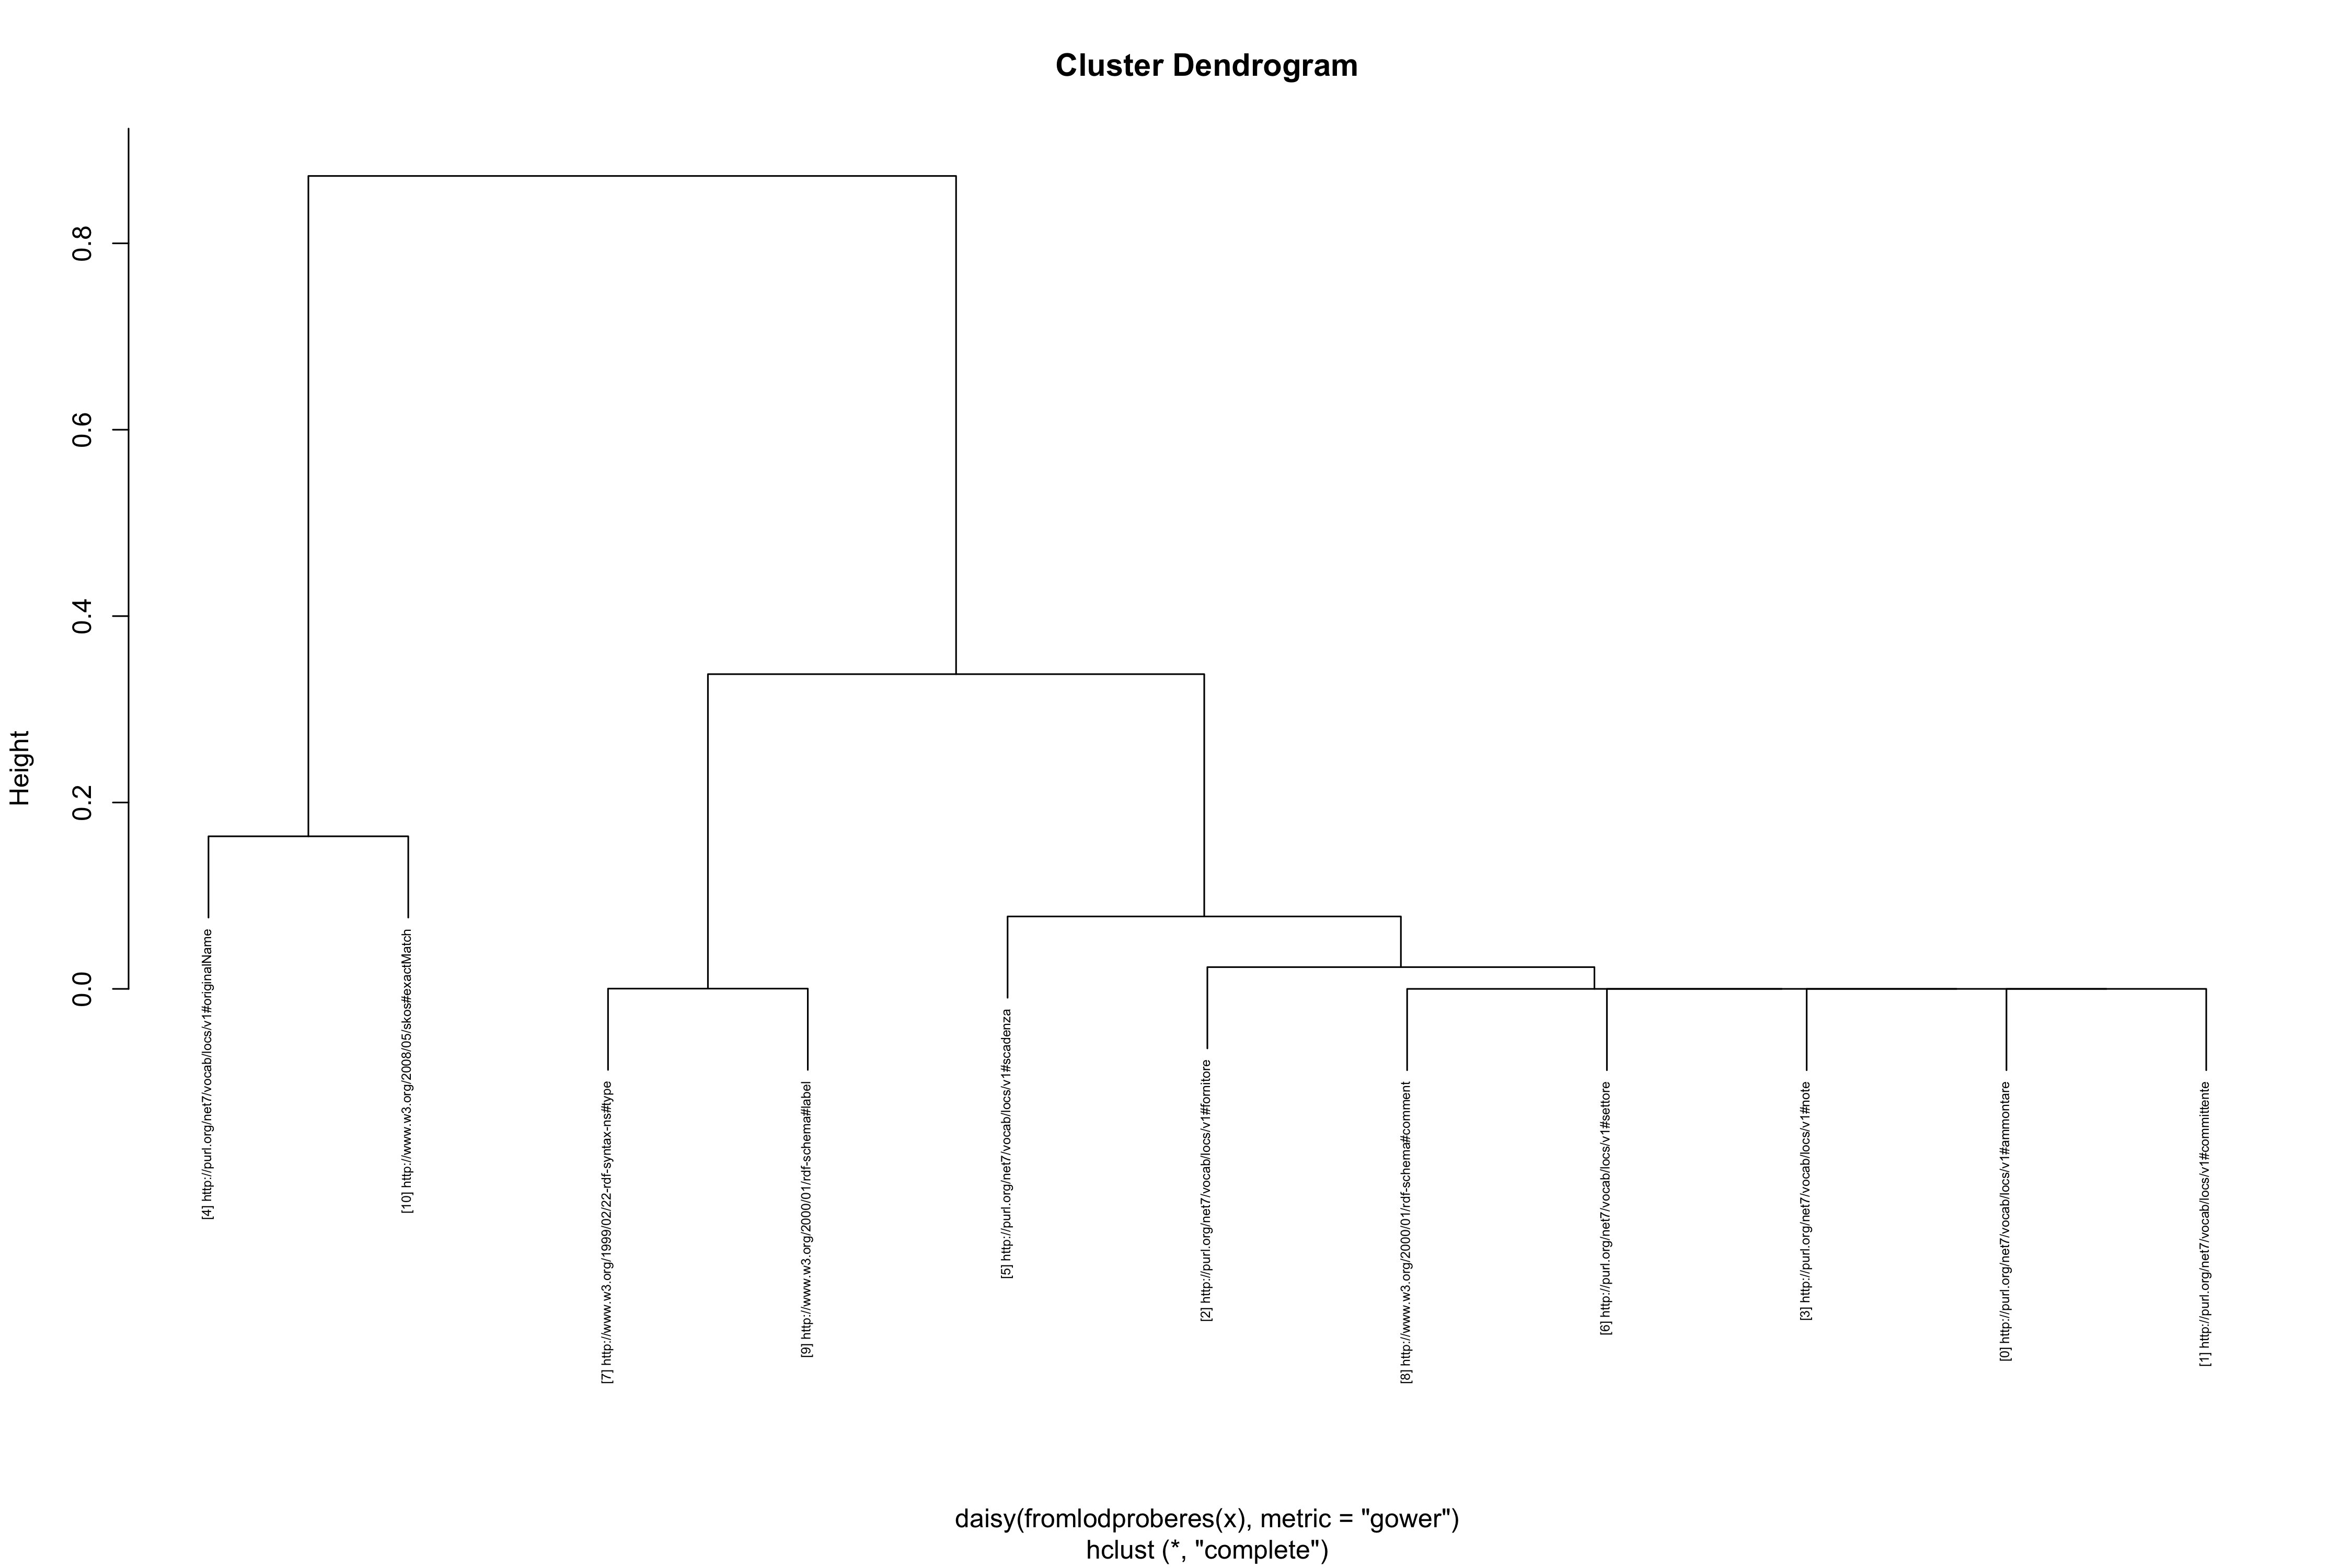 Cluster Dendrogram
Height
0.0
0.2
0.4
0.6
0.8
[4] http://purl.org/net7/vocab/locs/v1#originalName
[10] http://www.w3.org/2008/05/skos#exactMatch
[7] http://www.w3.org/1999/02/22-rdf-syntax-ns#type
[9] http://www.w3.org/2000/01/rdf-schema#label
[5] http://purl.org/net7/vocab/locs/v1#scadenza
[2] http://purl.org/net7/vocab/locs/v1#fornitore
[8] http://www.w3.org/2000/01/rdf-schema#comment
[6] http://purl.org/net7/vocab/locs/v1#settore
[3] http://purl.org/net7/vocab/locs/v1#note
[0] http://purl.org/net7/vocab/locs/v1#ammontare
[1] http://purl.org/net7/vocab/locs/v1#committente
daisy(fromlodproberes(x), metric = "gower")
hclust (*, "complete")